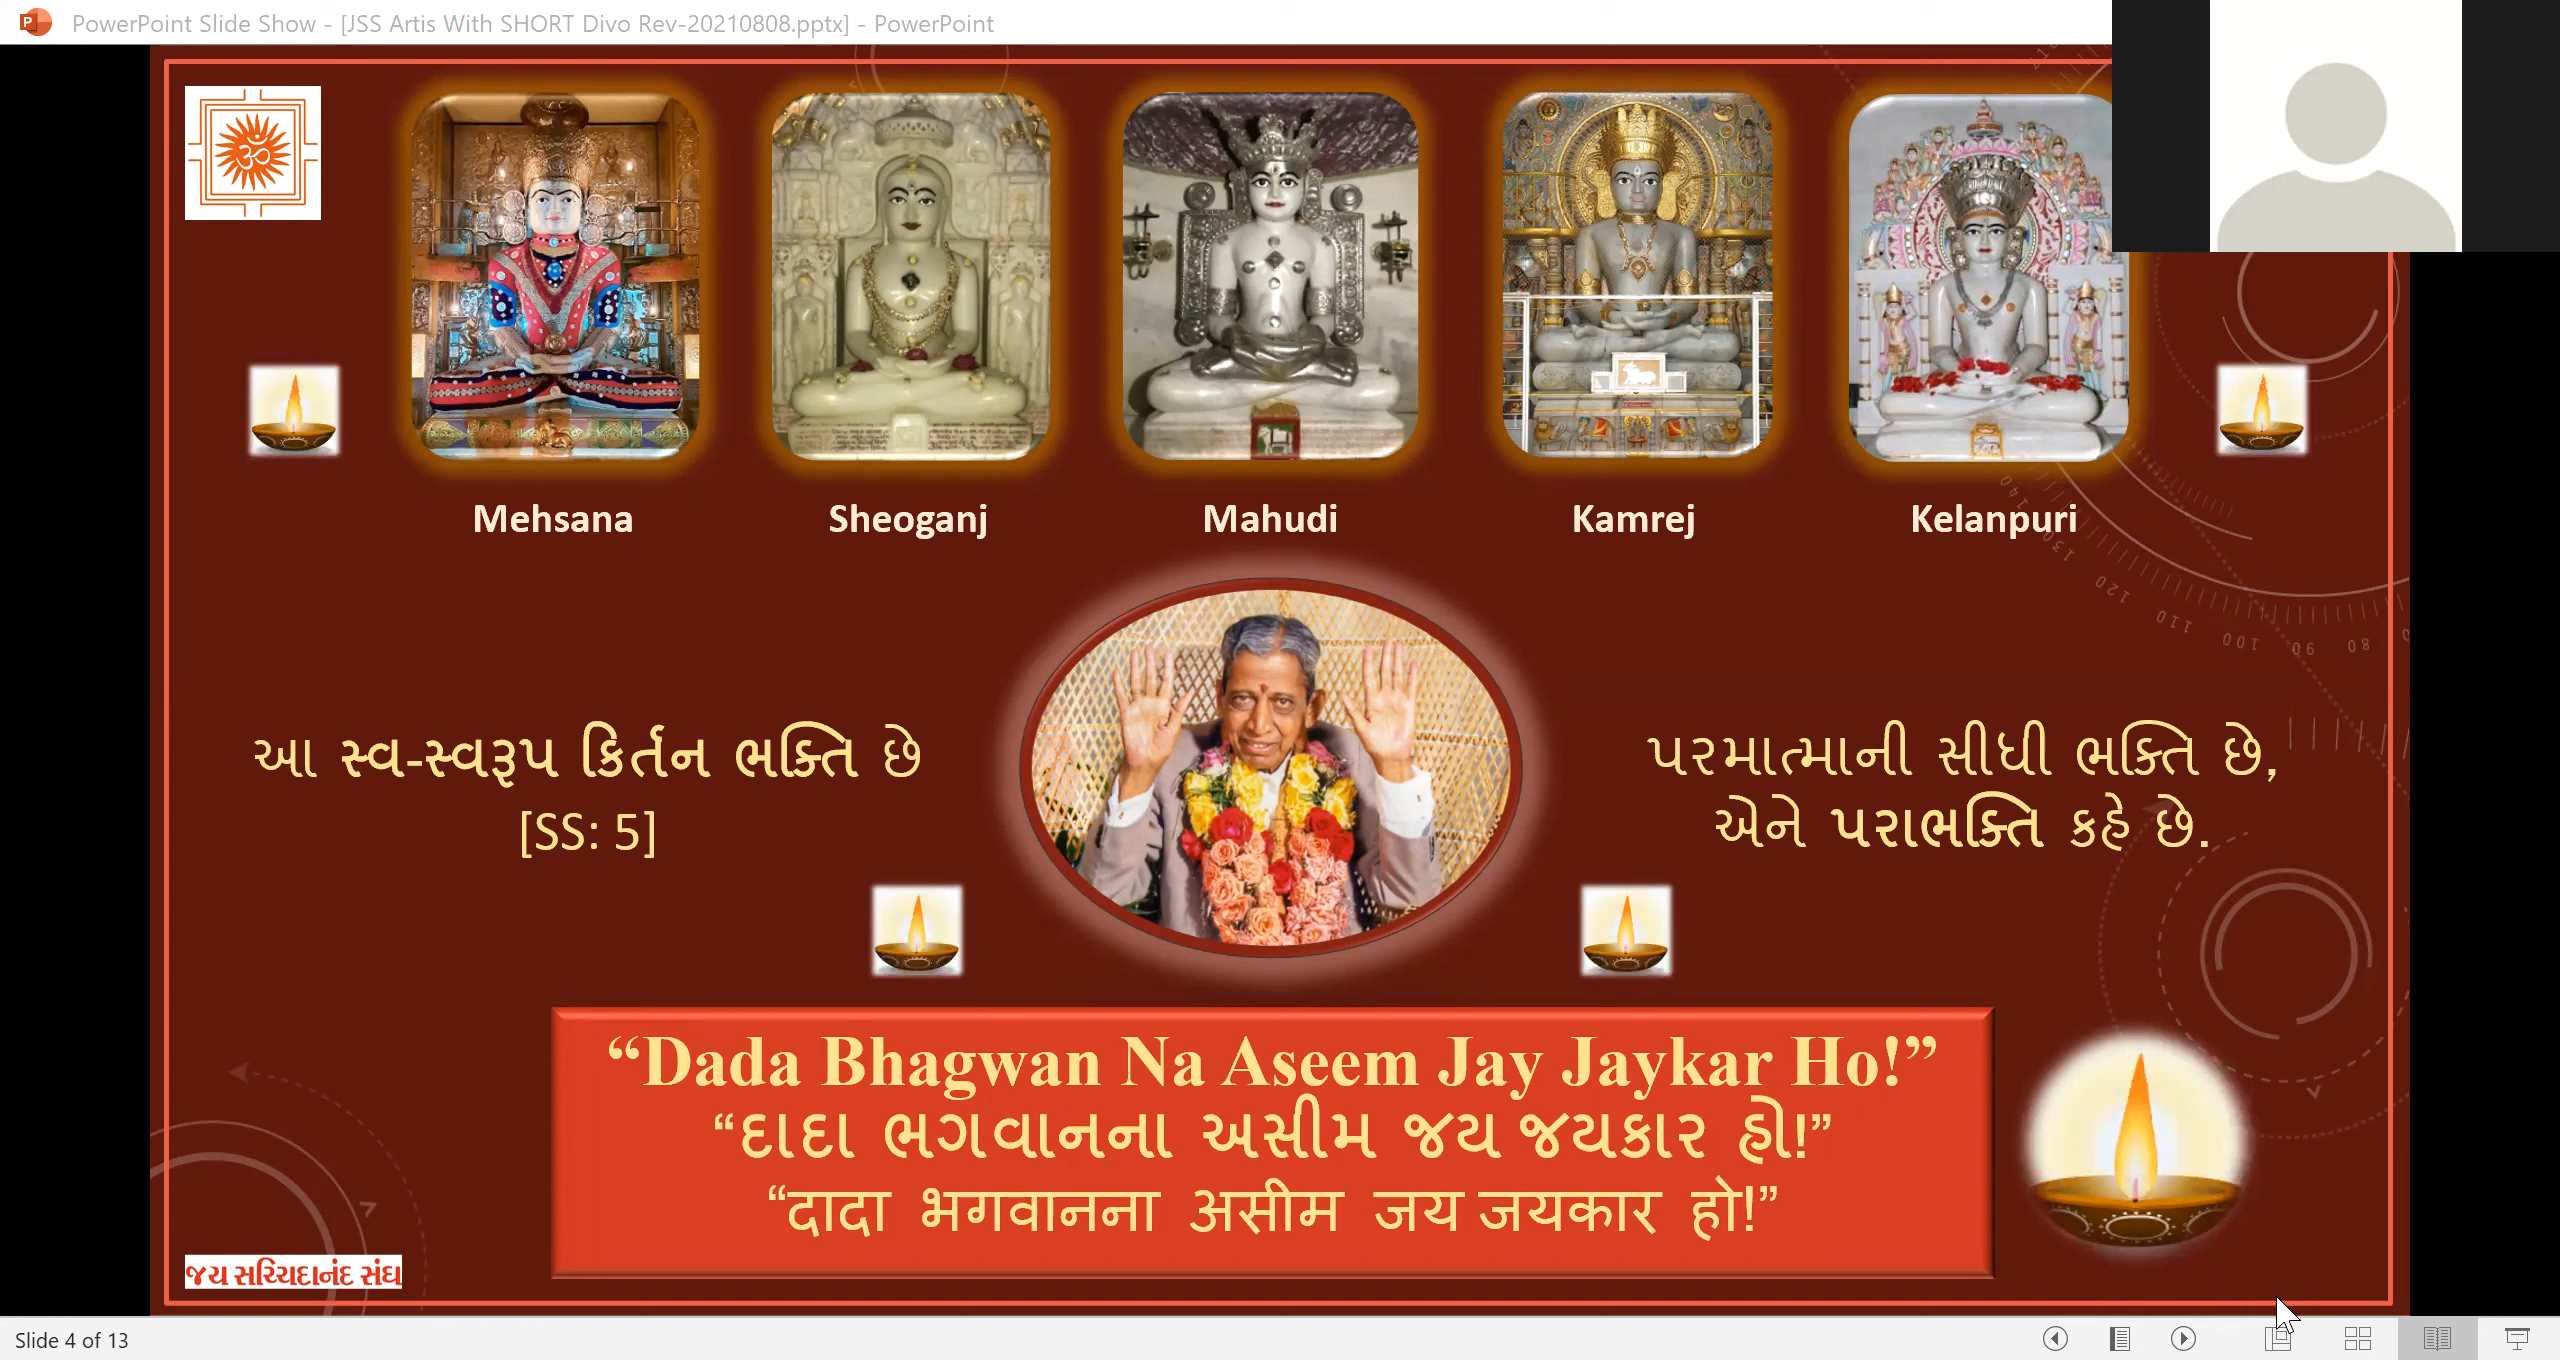 PowerPoint Slide Show - [JSS Artis With SHORT Divo Rev-20210808.pptx] - PowerPoint
Mehsana
Sheoganj
Mahudi
Kamrej
Kelanpuri
આ સ્વ-સ્વરૂપ કિર્તન ભક્તિ છે
[SS: 5]
પરમાત્માની સીધી ભક્તિ છે,
એને પરાભક્તિ કહે છે.
“Dada Bhagwan Na Aseem Jay Jaykar Ho!”
“દાદા ભગવાનના અસીમ જય જયકાર હો!”
“दादा भगवानना असीम जय जयकार हो!”
જય સચ્ચિદાનંદ સંઘ
Slide 4 of 13